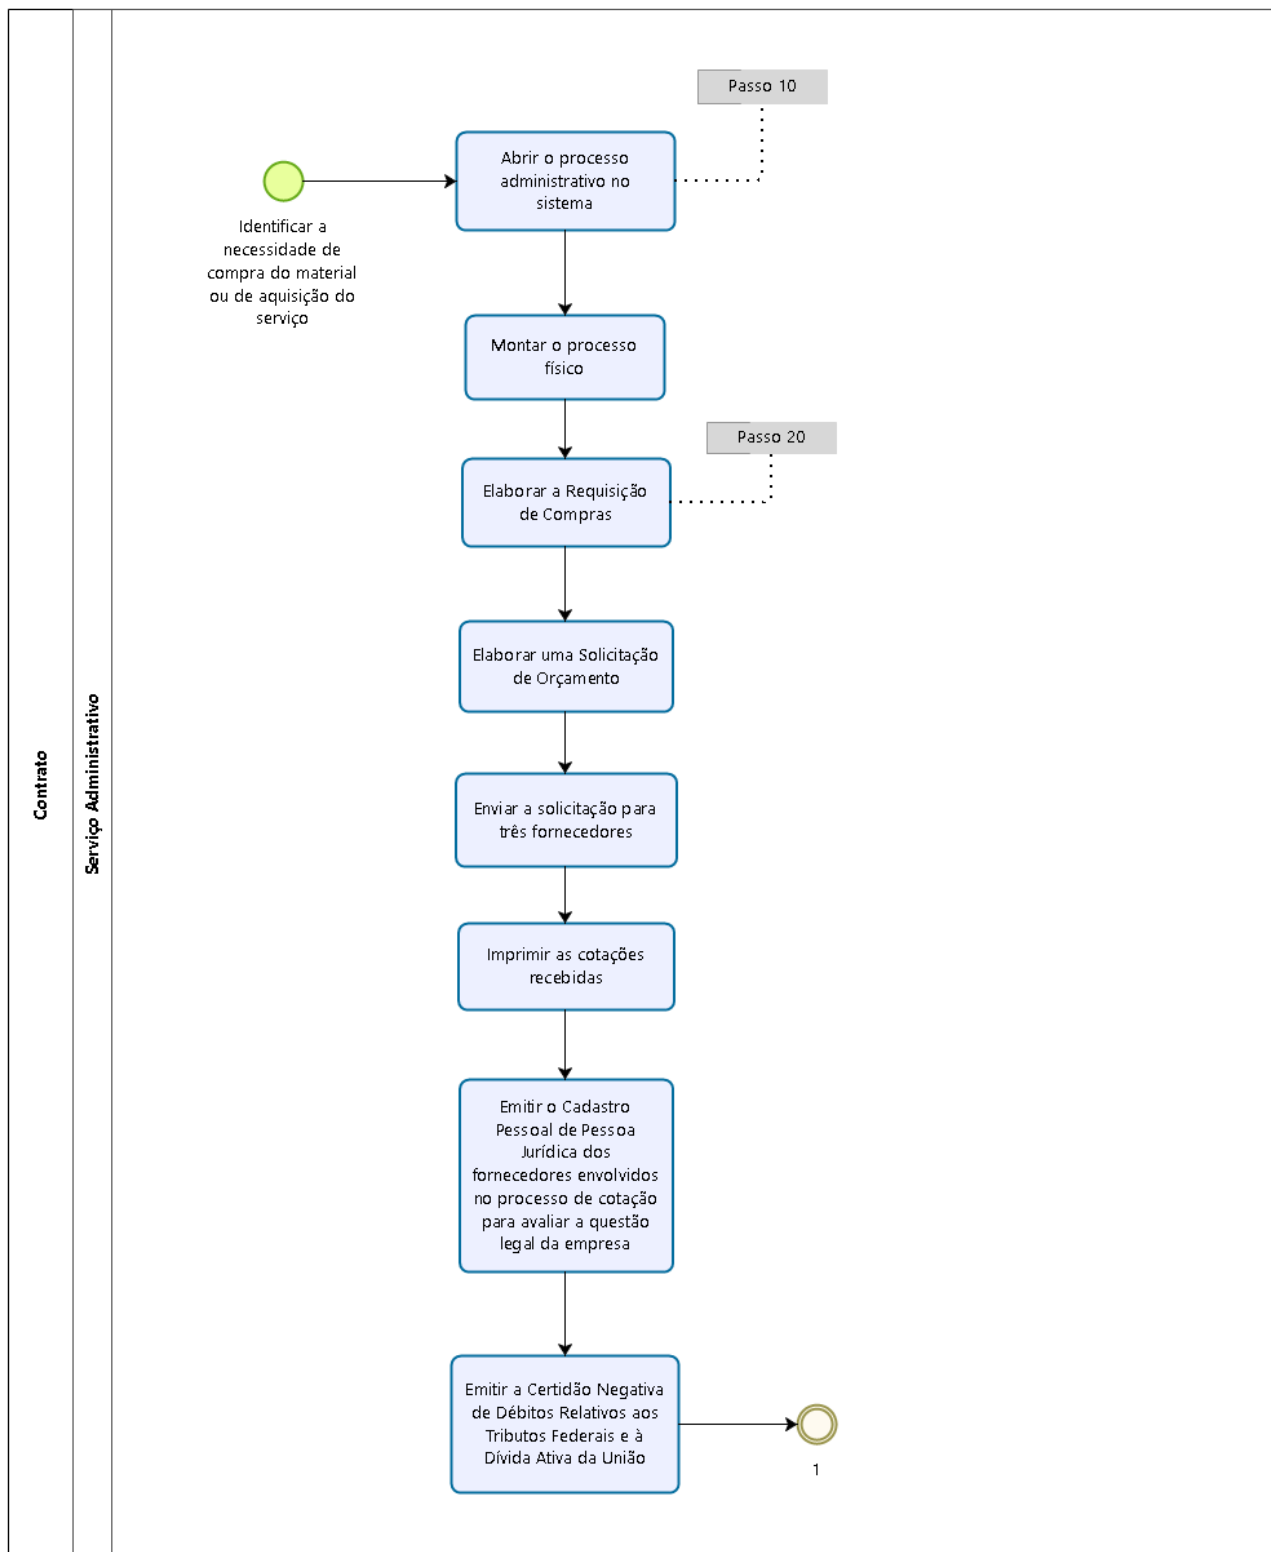 Contrato
Serviço Administrativo
Passo 10
Abrir o processo
administrativo no
sistema
Identificar a
necessidade de
compra do material
ou de aquisição do
serviço
Montar o processo
físico
Passo 20
Elaborar a Requisição
de Compras
Elaborar uma Solicitação
de Orçamento
Enviar a solicitação para
três fornecedores
Imprimir as cotações
recebidas
Emitir o Cadastro
Pessoal de Pessoa
Jurídica dos
fornecedores envolvidos
no processo de cotação
para avaliar a questão
legal da empresa
Emitir a Certidão Negativa
de Débitos Relativos aos
Tributos Federais e à
Dívida Ativa da União
1